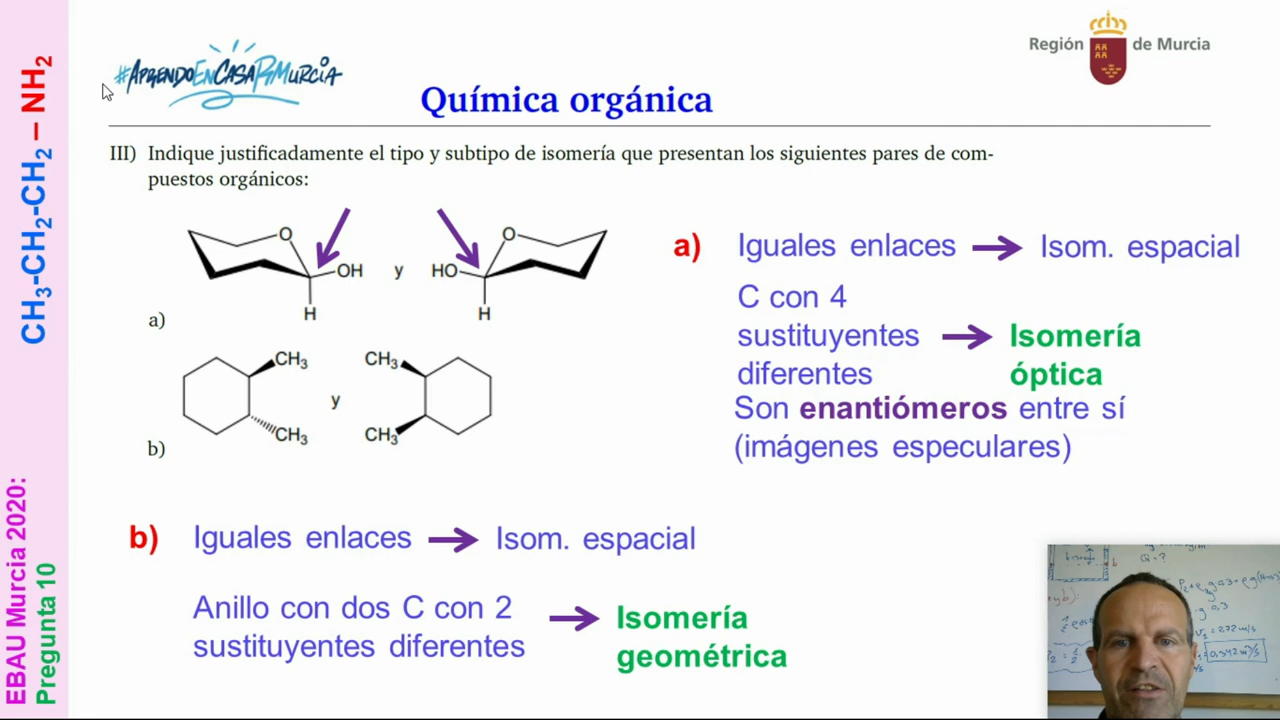 #AprendoEnCasaRMurcia
Región de Murcia
Química orgánica
III) Indique justificadamente el tipo y subtipo de isomería que presentan los siguientes pares de com-
puestos orgánicos:
O
OH
H
y
O
HO
H
a)
CH3
CH3
y
CH3
CH3
b)
a) Iguales enlaces → Isom. espacial
C con 4
sustituyentes → Isomería
diferentes óptica
Son enantiómeros entre sí
(imágenes especulares)
b) Iguales enlaces → Isom. espacial
Anillo con dos C con 2 → Isomería
sustituyentes diferentes geométrica
CH3-CH2-CH2 – NH2
EBAU Murcia 2020:
Pregunta 10